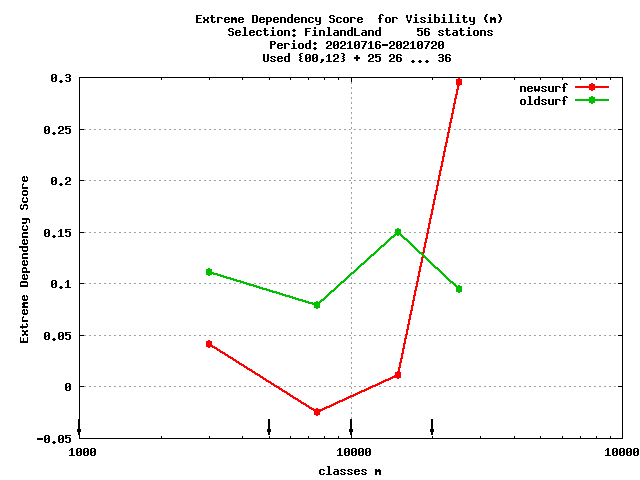 Extreme Dependency Score  for Visibility (m)
Selection: FinlandLand     56 stations
Period: 20210716-20210720
Used {00,12} + 25 26 ... 36
newsurf
oldsurf
0.3
0.25
0.2
0.15
0.1
0.05
0
-0.05
Extreme Dependency Score
1000
10000
10000
classes m